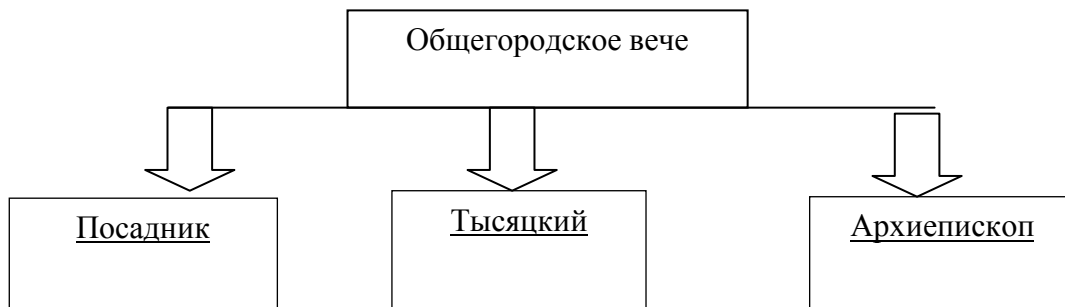 Общегородское вече
Посадник
Тысяцкий
Архиепископ